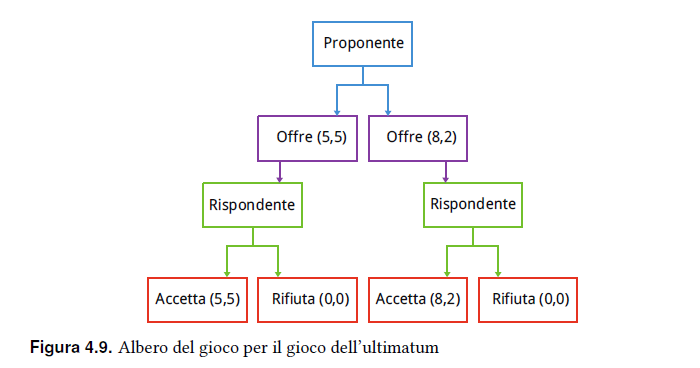 Proponente
Offre (5,5)
Offre (8,2)
Rispondente
Rispondente
Accetta (5,5)
Rifiuta (0,0)
Accetta (8,2)
Rifiuta (0,0)
Figura 4.9. Albero del gioco per il gioco dell’ultimatum